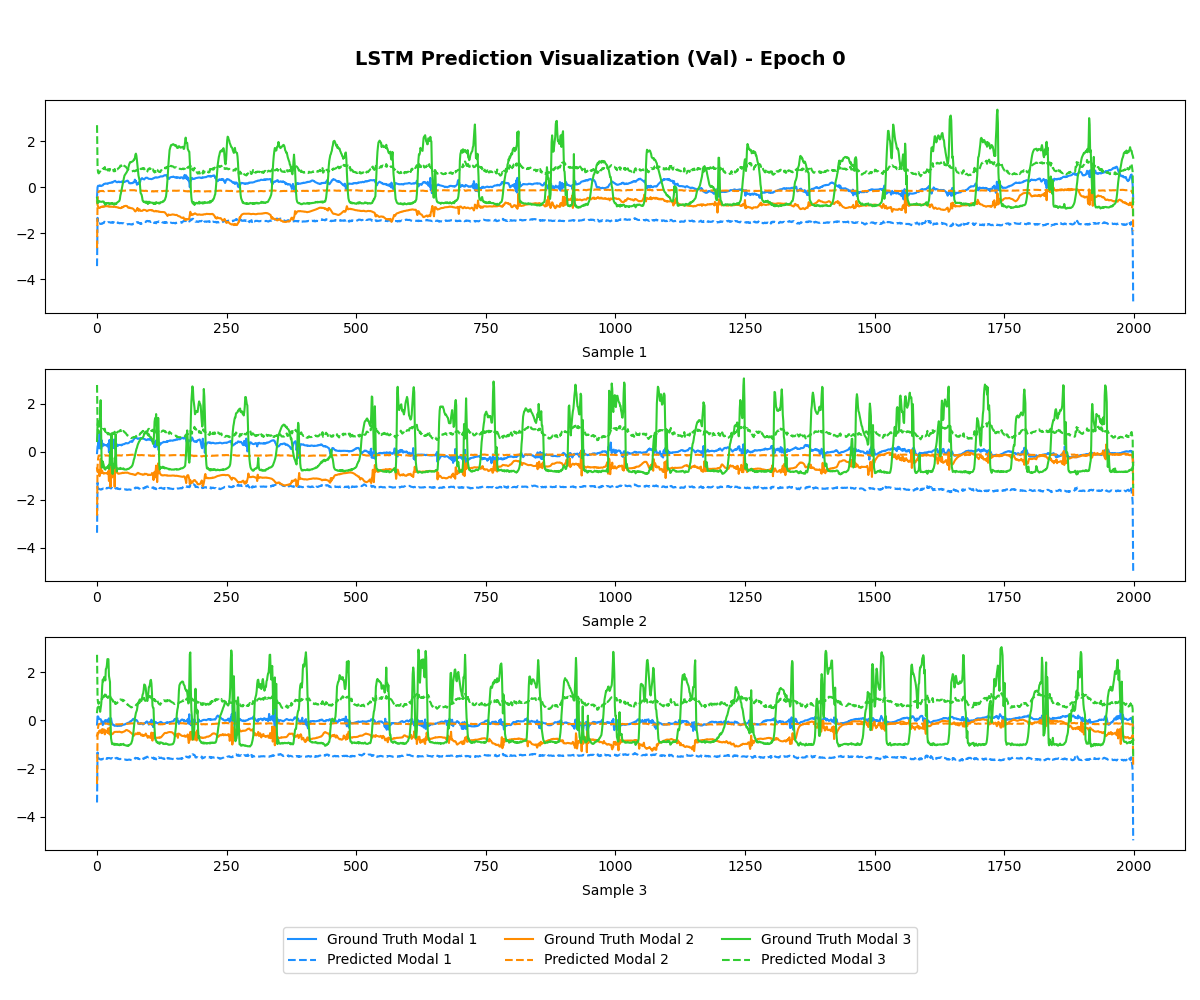 LSTM Prediction Visualization (Val) - Epoch 0
2
0
−2
−4
0 250 500 750 1000 1250 1500 1750 2000
Sample 1
2
0
−2
−4
0 250 500 750 1000 1250 1500 1750 2000
Sample 2
2
0
−2
−4
0 250 500 750 1000 1250 1500 1750 2000
Sample 3
Ground Truth Modal 1 Ground Truth Modal 2 Ground Truth Modal 3
Predicted Modal 1 Predicted Modal 2 Predicted Modal 3